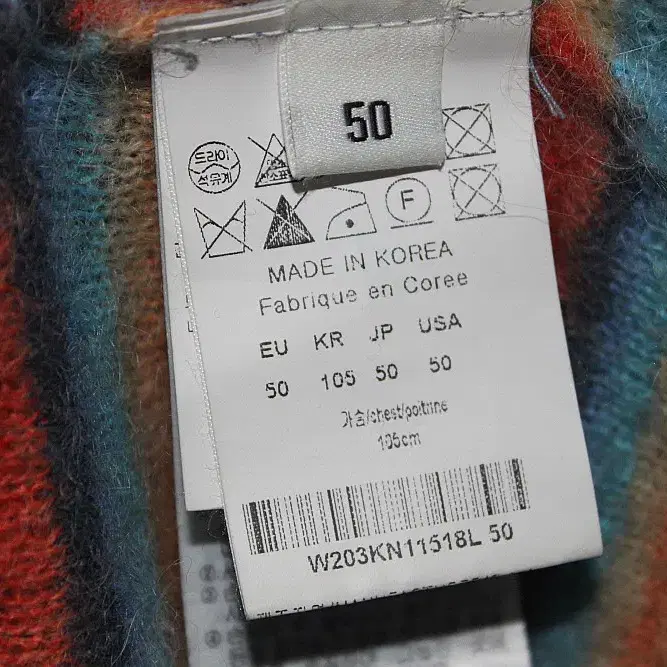 50
드라이
석유계
F
MADE IN KOREA
Fabrique en Coree
EU KR JP USA
50 105 50 50
가슴/chest/poitrine
105cm
W203KN11518L 50